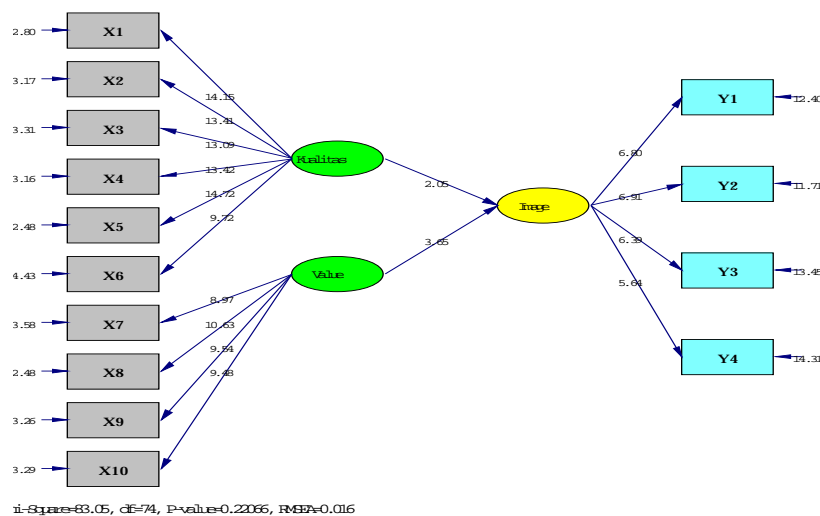 2.80 X1
3.17 X2
3.31 X3
3.16 X4
2.48 X5
4.43 X6
3.58 X7
2.48 X8
3.26 X9
3.29 X10
14.15
13.41
13.09
13.42
14.72
9.72
8.97
10.63
9.54
9.48
Kualitas
Value
2.05
3.65
Image
6.80
6.91
6.39
5.64
Y1 12.40
Y2 11.71
Y3 13.45
Y4 14.31
i-Square=83.05, df=74, P-value=0.22066, RMSEA=0.016